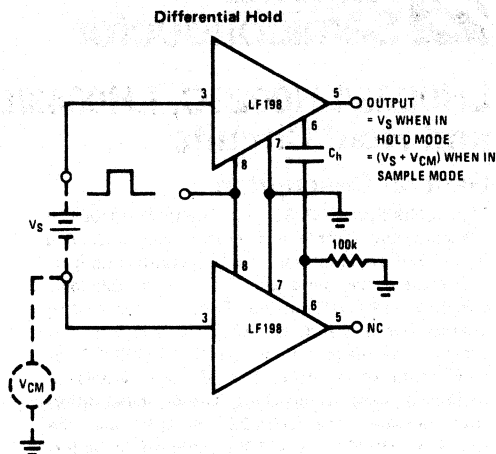 Differential Hold
3
LF198
5
OUTPUT
= VS WHEN IN
HOLD MODE
= (VS + VCM) WHEN IN
SAMPLE MODE
6
7
8
Ch
VS
100k
8
7
6
3
LF198
5
NC
VCM